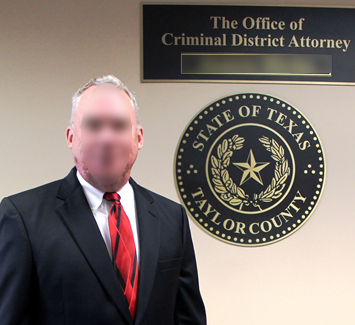 The Office of
Criminal District Attorney
STATE OF TEXAS
TAYLOR COUNTY